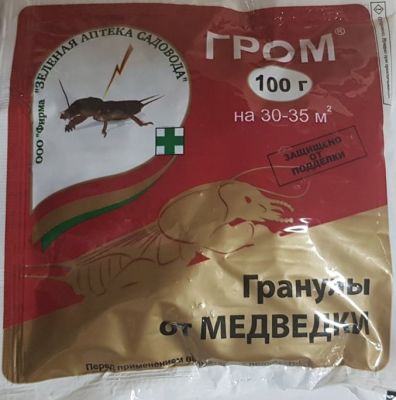 ООО "Фирма "ЗЕЛЕНАЯ АПТЕКА САДОВОДА"
ГРОМ®
100 г
на 30-35 м²
ЗАЩИЩЕНО
ОТ
ПОДДЕЛКИ
Гранулы
от МЕДВЕДКИ
Перед применением